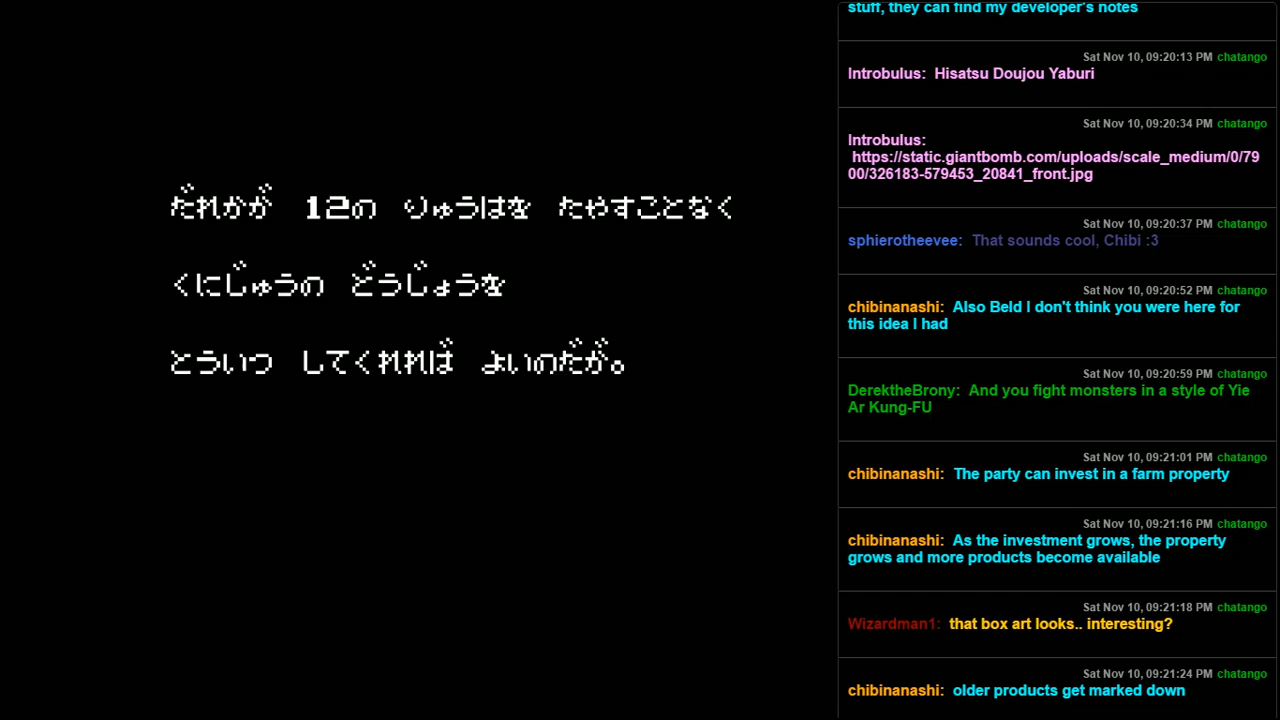 だれかが 12の りゅうはを たやすことなく
くにじゅうの どうじょうを
とういつ してくれれば よいのだが。
stuff, they can find my developer's notes
Sat Nov 10, 09:20:13 PM chatango
Introbulus: Hisatsu Doujou Yaburi
Sat Nov 10, 09:20:34 PM chatango
Introbulus:
https://static.giantbomb.com/uploads/scale_medium/0/79
00/326183-579453_20841_front.jpg
Sat Nov 10, 09:20:37 PM chatango
sphierotheevee: That sounds cool, Chibi :3
Sat Nov 10, 09:20:52 PM chatango
chibinanashi: Also Beld I don't think you were here for
this idea I had
Sat Nov 10, 09:20:59 PM chatango
DerektheBrony: And you fight monsters in a style of Yie
Ar Kung-FU
Sat Nov 10, 09:21:01 PM chatango
chibinanashi: The party can invest in a farm property
Sat Nov 10, 09:21:16 PM chatango
chibinanashi: As the investment grows, the property
grows and more products become available
Sat Nov 10, 09:21:18 PM chatango
Wizardman1: that box art looks.. interesting?
Sat Nov 10, 09:21:24 PM chatango
chibinanashi: older products get marked down